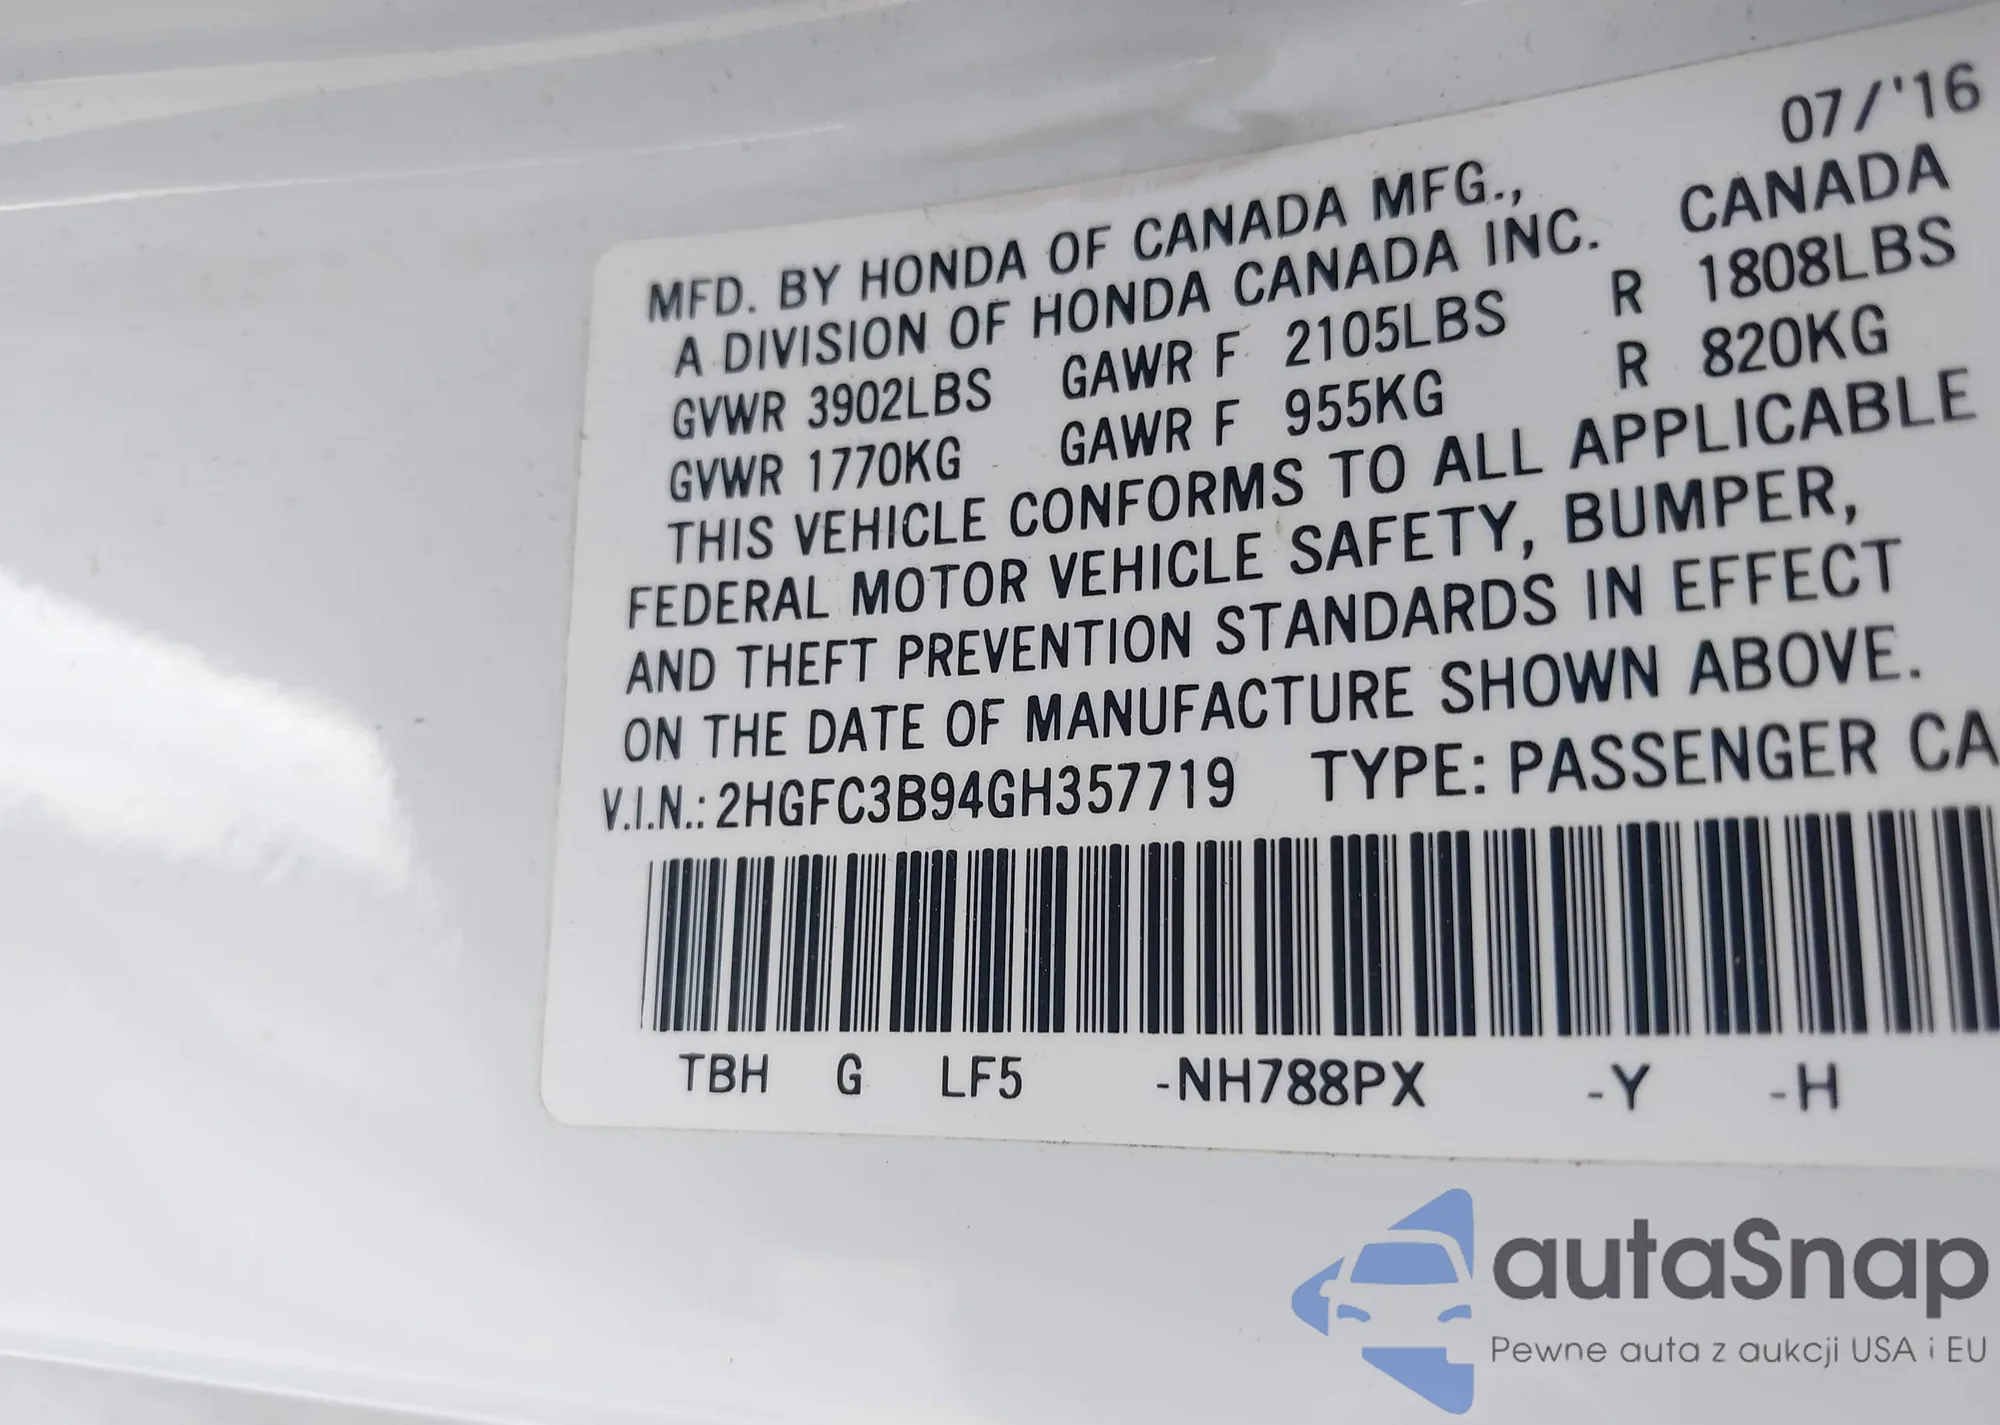 07/'16
MFD. BY HONDA OF CANADA MFG., CANADA
A DIVISION OF HONDA CANADA INC.
GVWR 3902LBS GAWR F 2105LBS R 1808LBS
GVWR 1770KG GAWR F 955KG R 820KG
THIS VEHICLE CONFORMS TO ALL APPLICABLE
FEDERAL MOTOR VEHICLE SAFETY, BUMPER,
AND THEFT PREVENTION STANDARDS IN EFFECT
ON THE DATE OF MANUFACTURE SHOWN ABOVE.
V.I.N.: 2HGFC3B94GH357719 TYPE: PASSENGER CA
TBH G LF5 -NH788PX -Y -H
autaSnap
Pewne auta z aukcji USA i EU